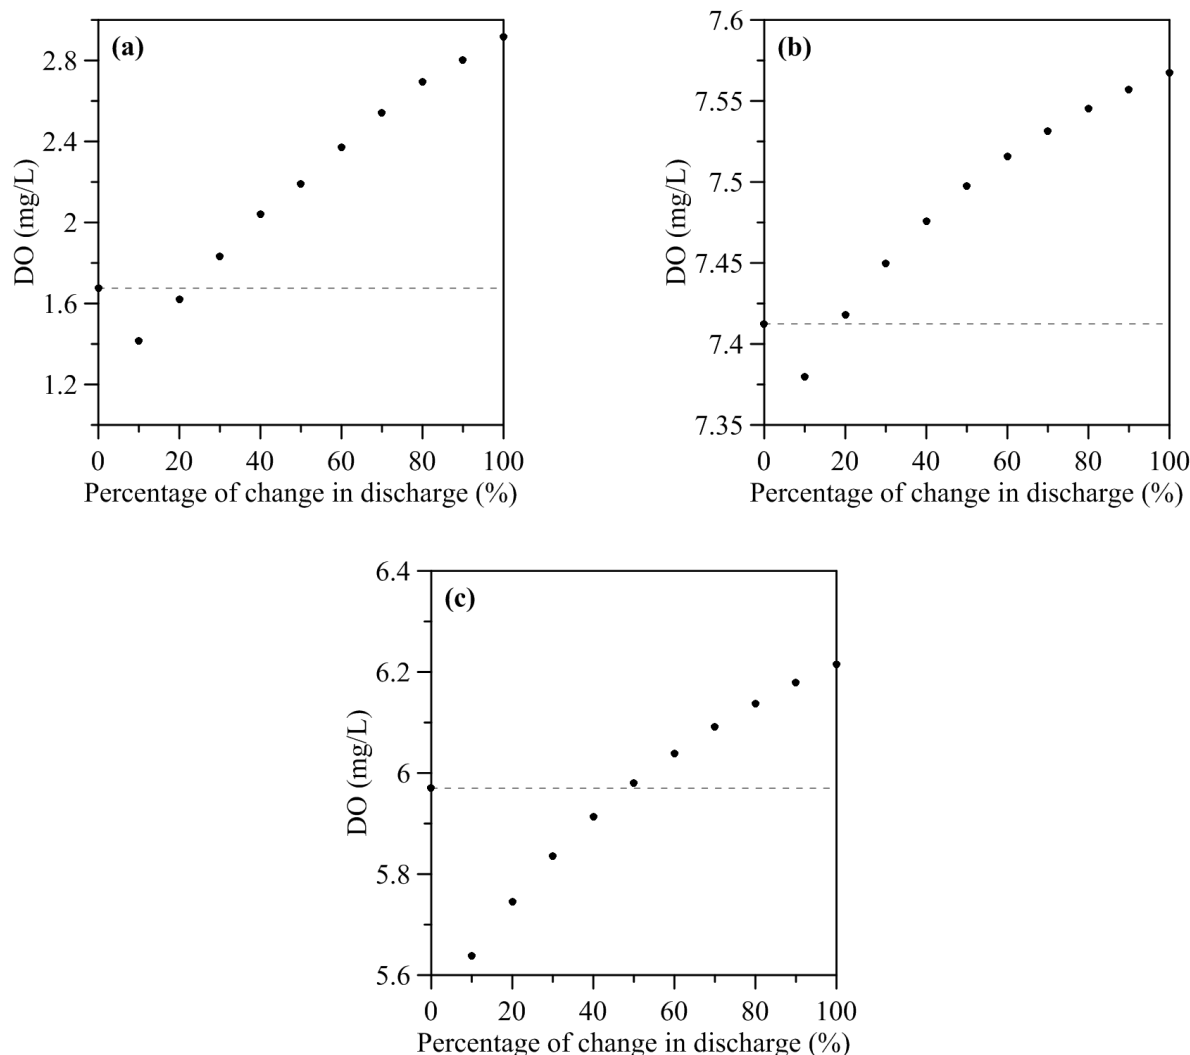 (a)
DO (mg/L)
2.8
2.4
2
1.6
1.2
0 20 40 60 80 100
Percentage of change in discharge (%)
(b)
DO (mg/L)
7.6
7.55
7.5
7.45
7.4
7.35
0 20 40 60 80 100
Percentage of change in discharge (%)
(c)
DO (mg/L)
6.4
6.2
6
5.8
5.6
0 20 40 60 80 100
Percentage of change in discharge (%)